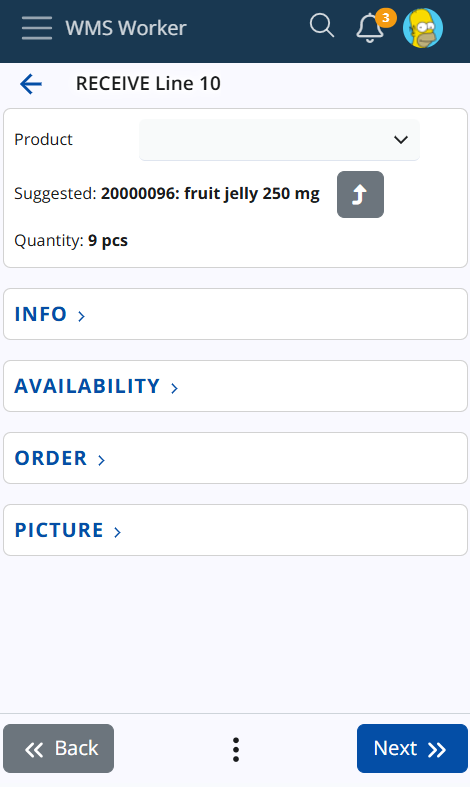 WMS Worker
3
RECEIVE Line 10
Product
Suggested: 20000096: fruit jelly 250 mg
Quantity: 9 pcs
INFO
AVAILABILITY
ORDER
PICTURE
Back
Next